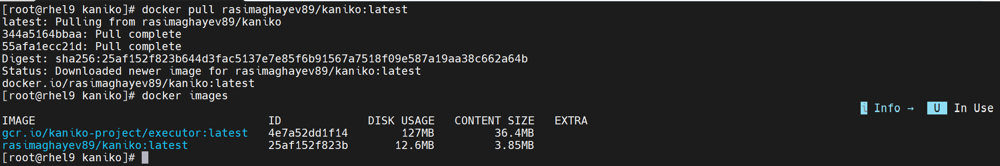 [root@rhel9 kaniko]# docker pull rasimaghayev89/kaniko:latest
latest: Pulling from rasimaghayev89/kaniko
344a5164bbaa: Pull complete
55afa1ecc21d: Pull complete
Digest: sha256:25af152f823b644d3fac5137e7e85f6b91567a7518f09e587a19aa38c662a64b
Status: Downloaded newer image for rasimaghayev89/kaniko:latest
docker.io/rasimaghayev89/kaniko:latest
[root@rhel9 kaniko]# docker images
i Info → U In Use
IMAGE ID DISK USAGE CONTENT SIZE EXTRA
gcr.io/kaniko-project/executor:latest 4e7a52dd1f14 127MB 36.4MB
rasimaghayev89/kaniko:latest 25af152f823b 12.6MB 3.85MB
[root@rhel9 kaniko]#